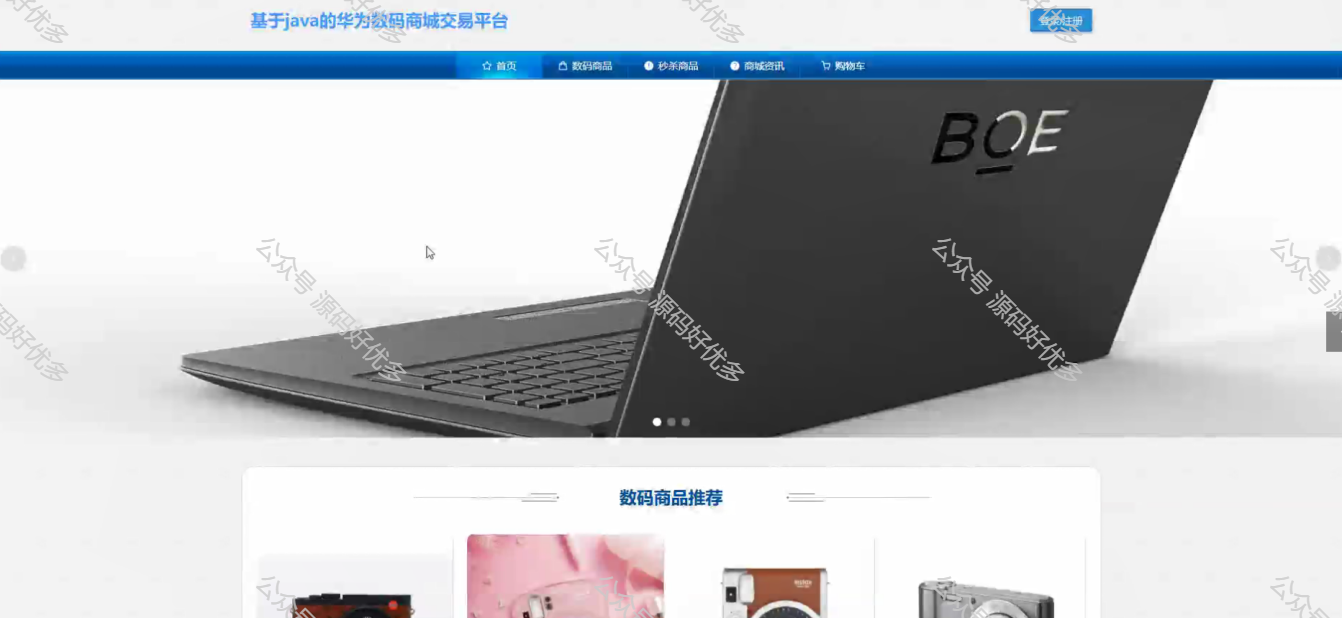 基于java的华为数码商城交易平台
登录/注册
首页
数码商品
秒杀商品
商城资讯
购物车
BOE
公众号 源码好优多
公众号 源码好优多
公众号 源码好优多
数码商品推荐